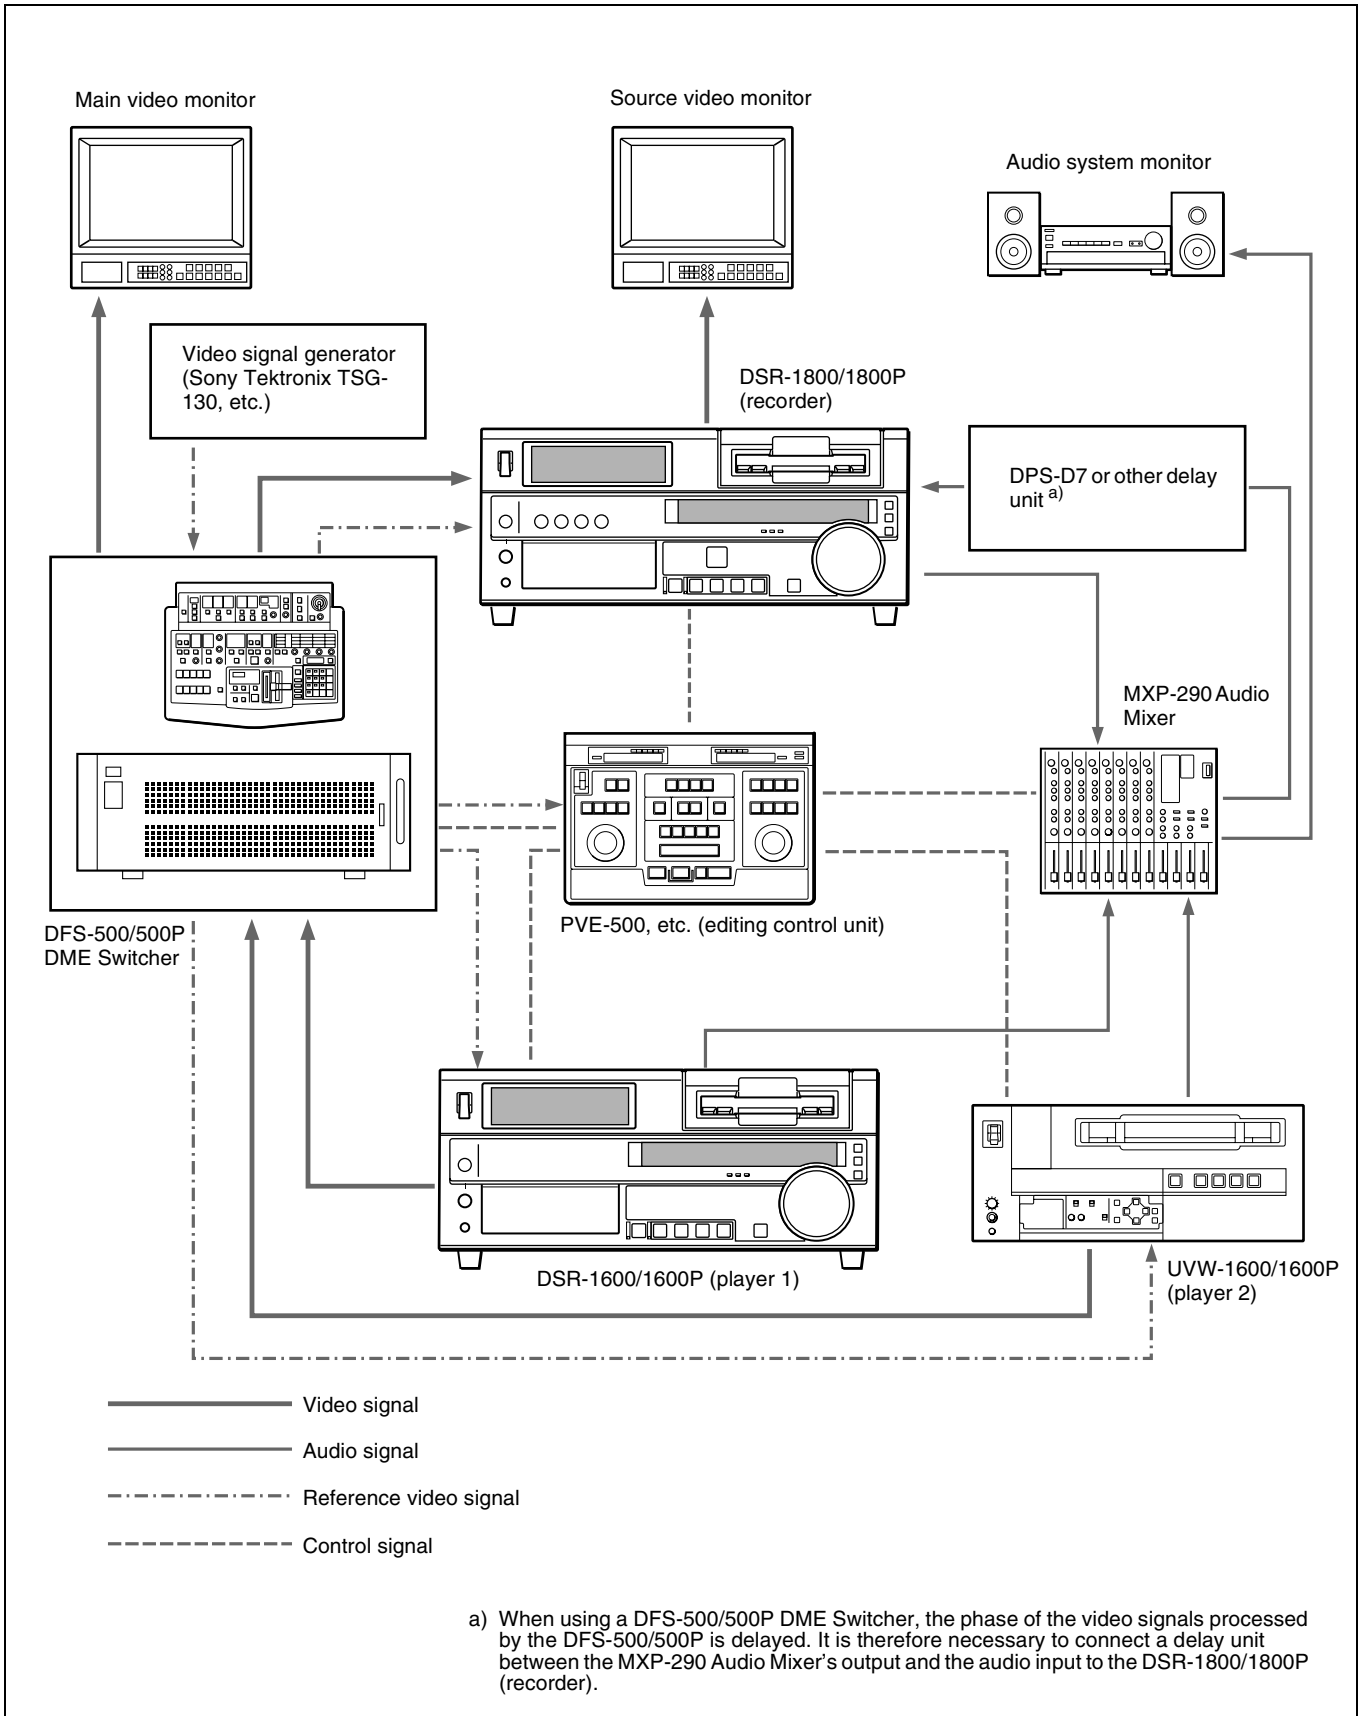 Main video monitor
Source video monitor
Audio system monitor
Video signal generator
(Sony Tektronix TSG-
130, etc.)
DSR-1800/1800P
(recorder)
DPS-D7 or other delay
unit a)
MXP-290 Audio
Mixer
PVE-500, etc. (editing control unit)
DFS-500/500P
DME Switcher
DSR-1600/1600P (player 1)
UVW-1600/1600P
(player 2)
Video signal
Audio signal
Reference video signal
Control signal
a) When using a DFS-500/500P DME Switcher, the phase of the video signals processed
by the DFS-500/500P is delayed. It is therefore necessary to connect a delay unit
between the MXP-290 Audio Mixer's output and the audio input to the DSR-1800/1800P
(recorder).